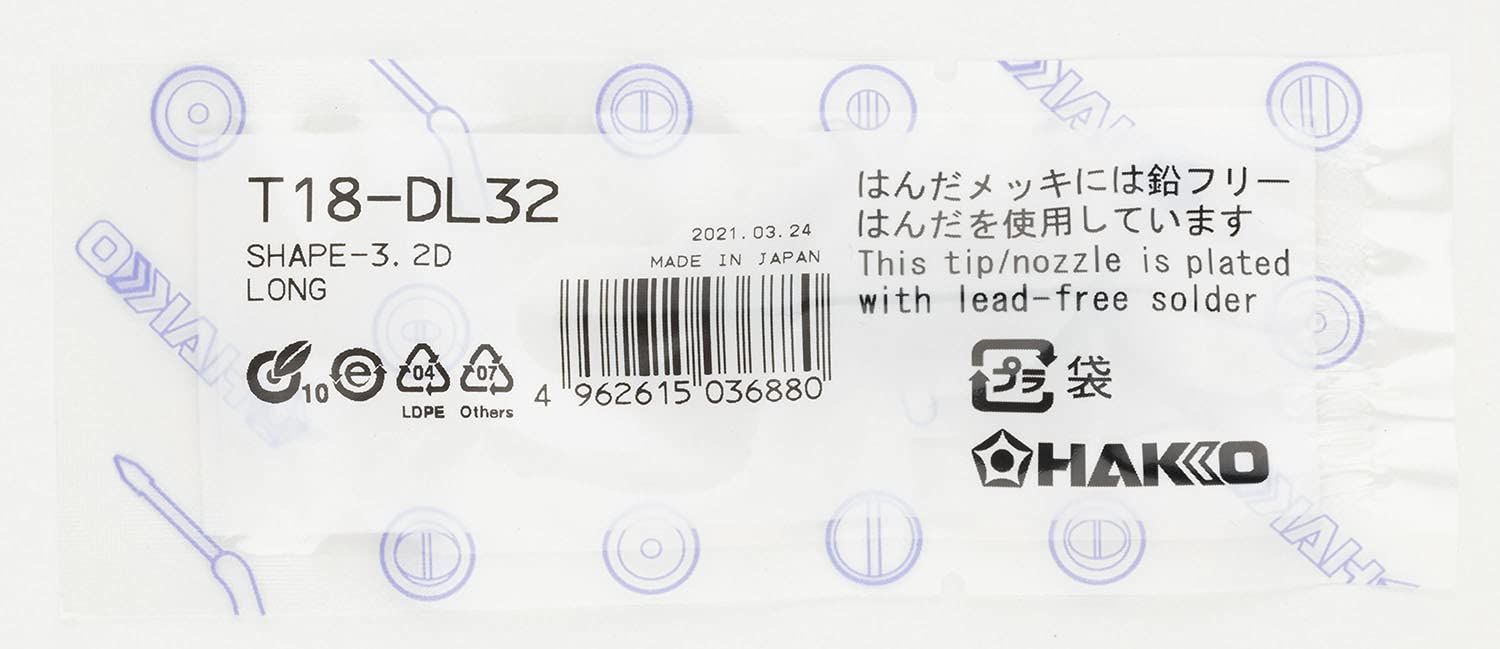 T18-DL32
SHAPE-3.2D
LONG
2021.03.24
MADE IN JAPAN
4 962615 036880
10
e
04
LDPE
07
Others
はんだメッキには鉛フリー
はんだを使用しています
This tip/nozzle is plated
with lead-free solder
プラ 袋
HAKKO
HAKKO
HAKKO